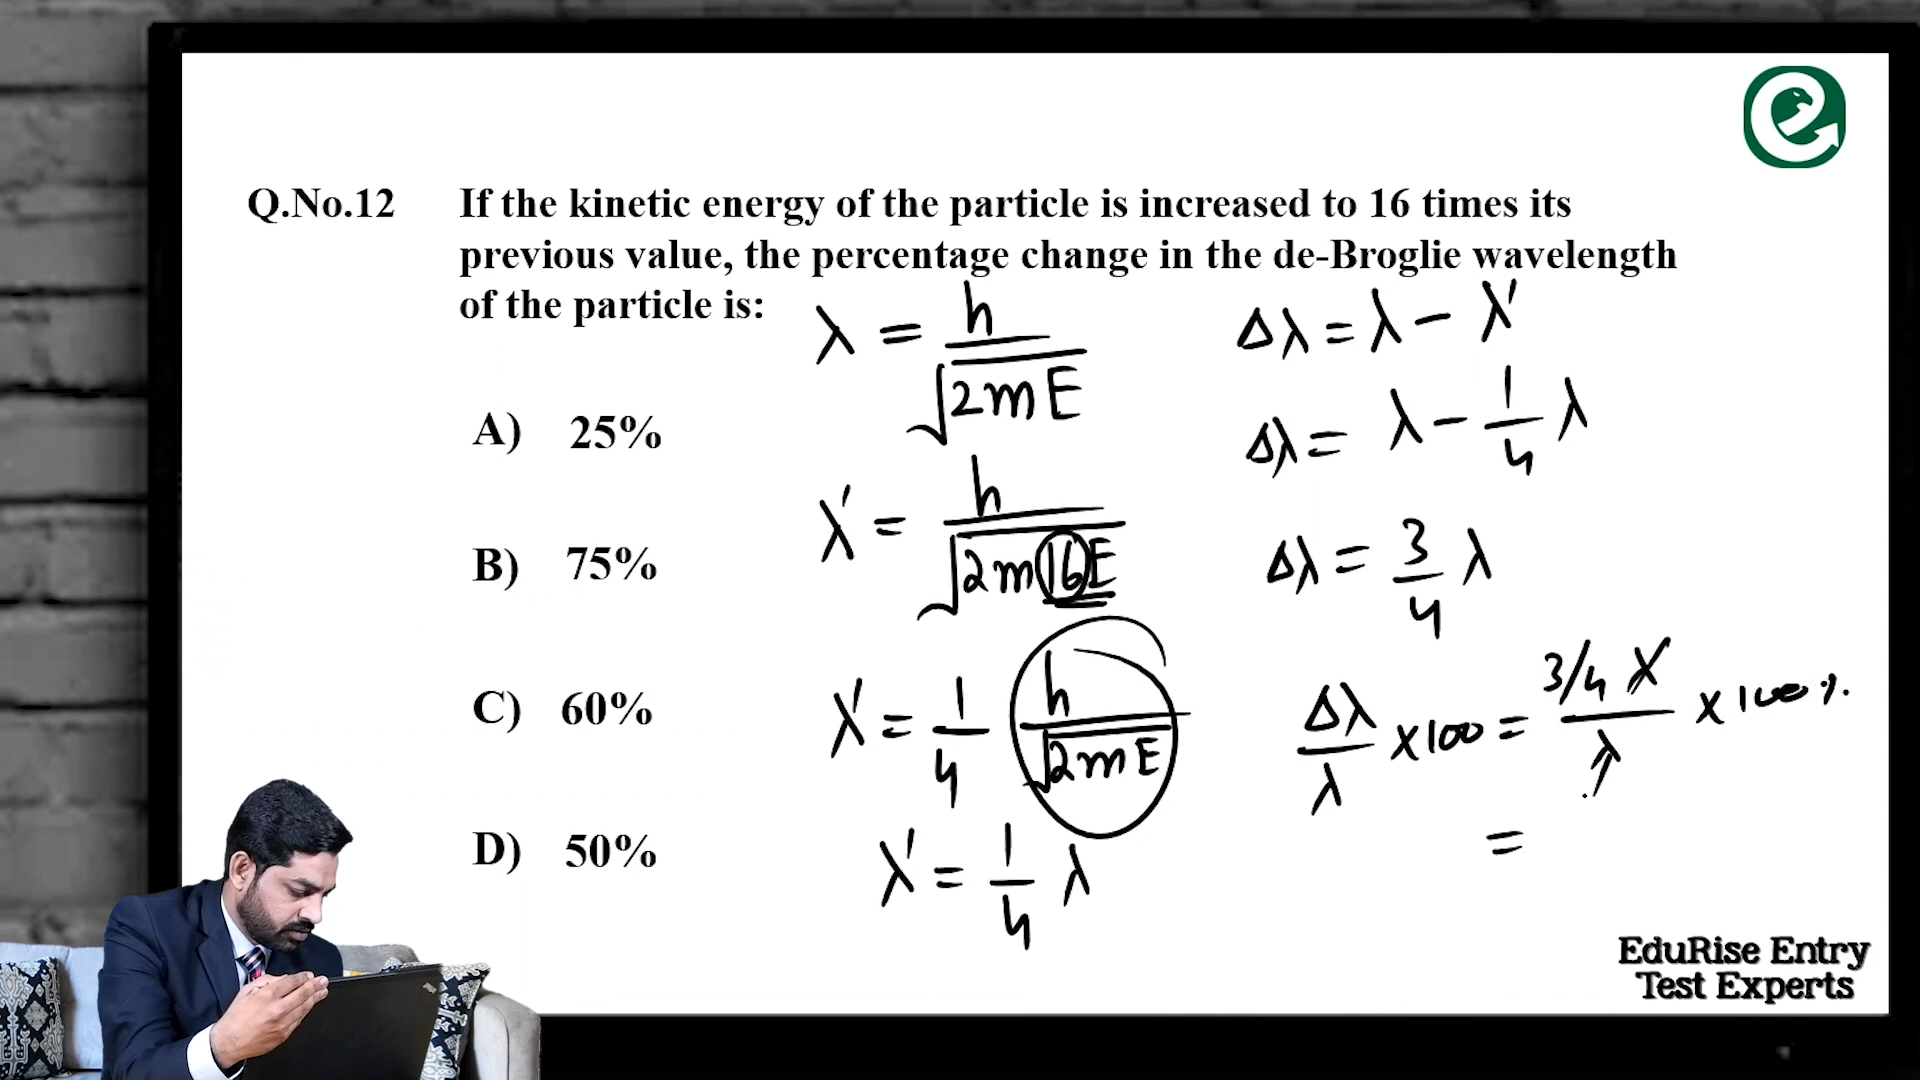 Q.No.12 If the kinetic energy of the particle is increased to 16 times its
previous value, the percentage change in the de-Broglie wavelength
of the particle is:
A) 25%
B) 75%
C) 60%
D) 50%
λ = h / √2mE
λ' = h / √2m16E
λ' = 1/4 h / √2mE
λ' = 1/4 λ
Δλ = λ - λ'
Δλ = λ - 1/4 λ
Δλ = 3/4 λ
Δλ/λ × 100 = 3/4 λ / λ × 100%
=
EduRise Entry
Test Experts